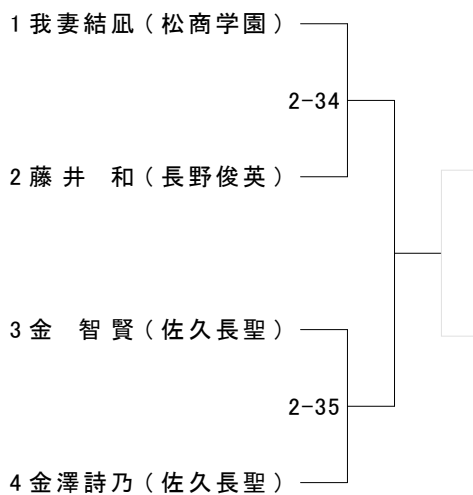 1 我妻結凪 ( 松商学園 )
2-34
2 藤井 和 ( 長野俊英 )
3 金 智賢 ( 佐久長聖 )
2-35
4 金澤詩乃 ( 佐久長聖 )